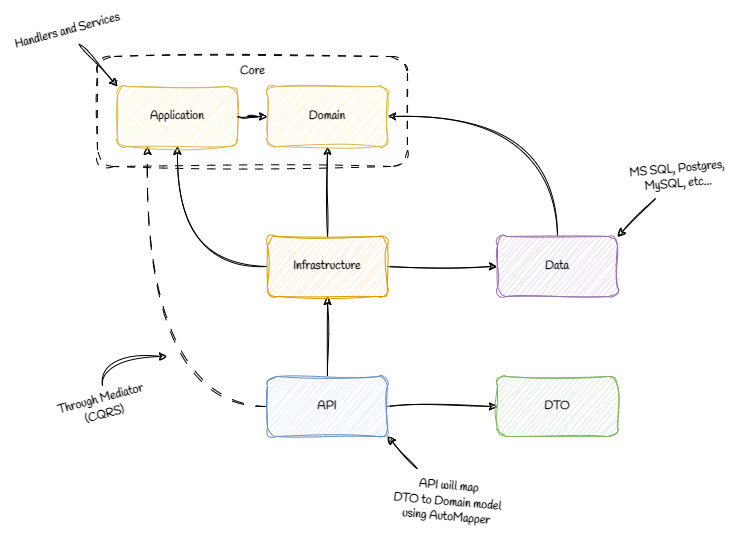 Handlers and Services
Core
Application
Domain
MS SQL, Postgres,
MySQL, etc...
Infrastructure
Data
Through Mediator
(CQRS)
API
DTO
API will map
DTO to Domain model
using AutoMapper